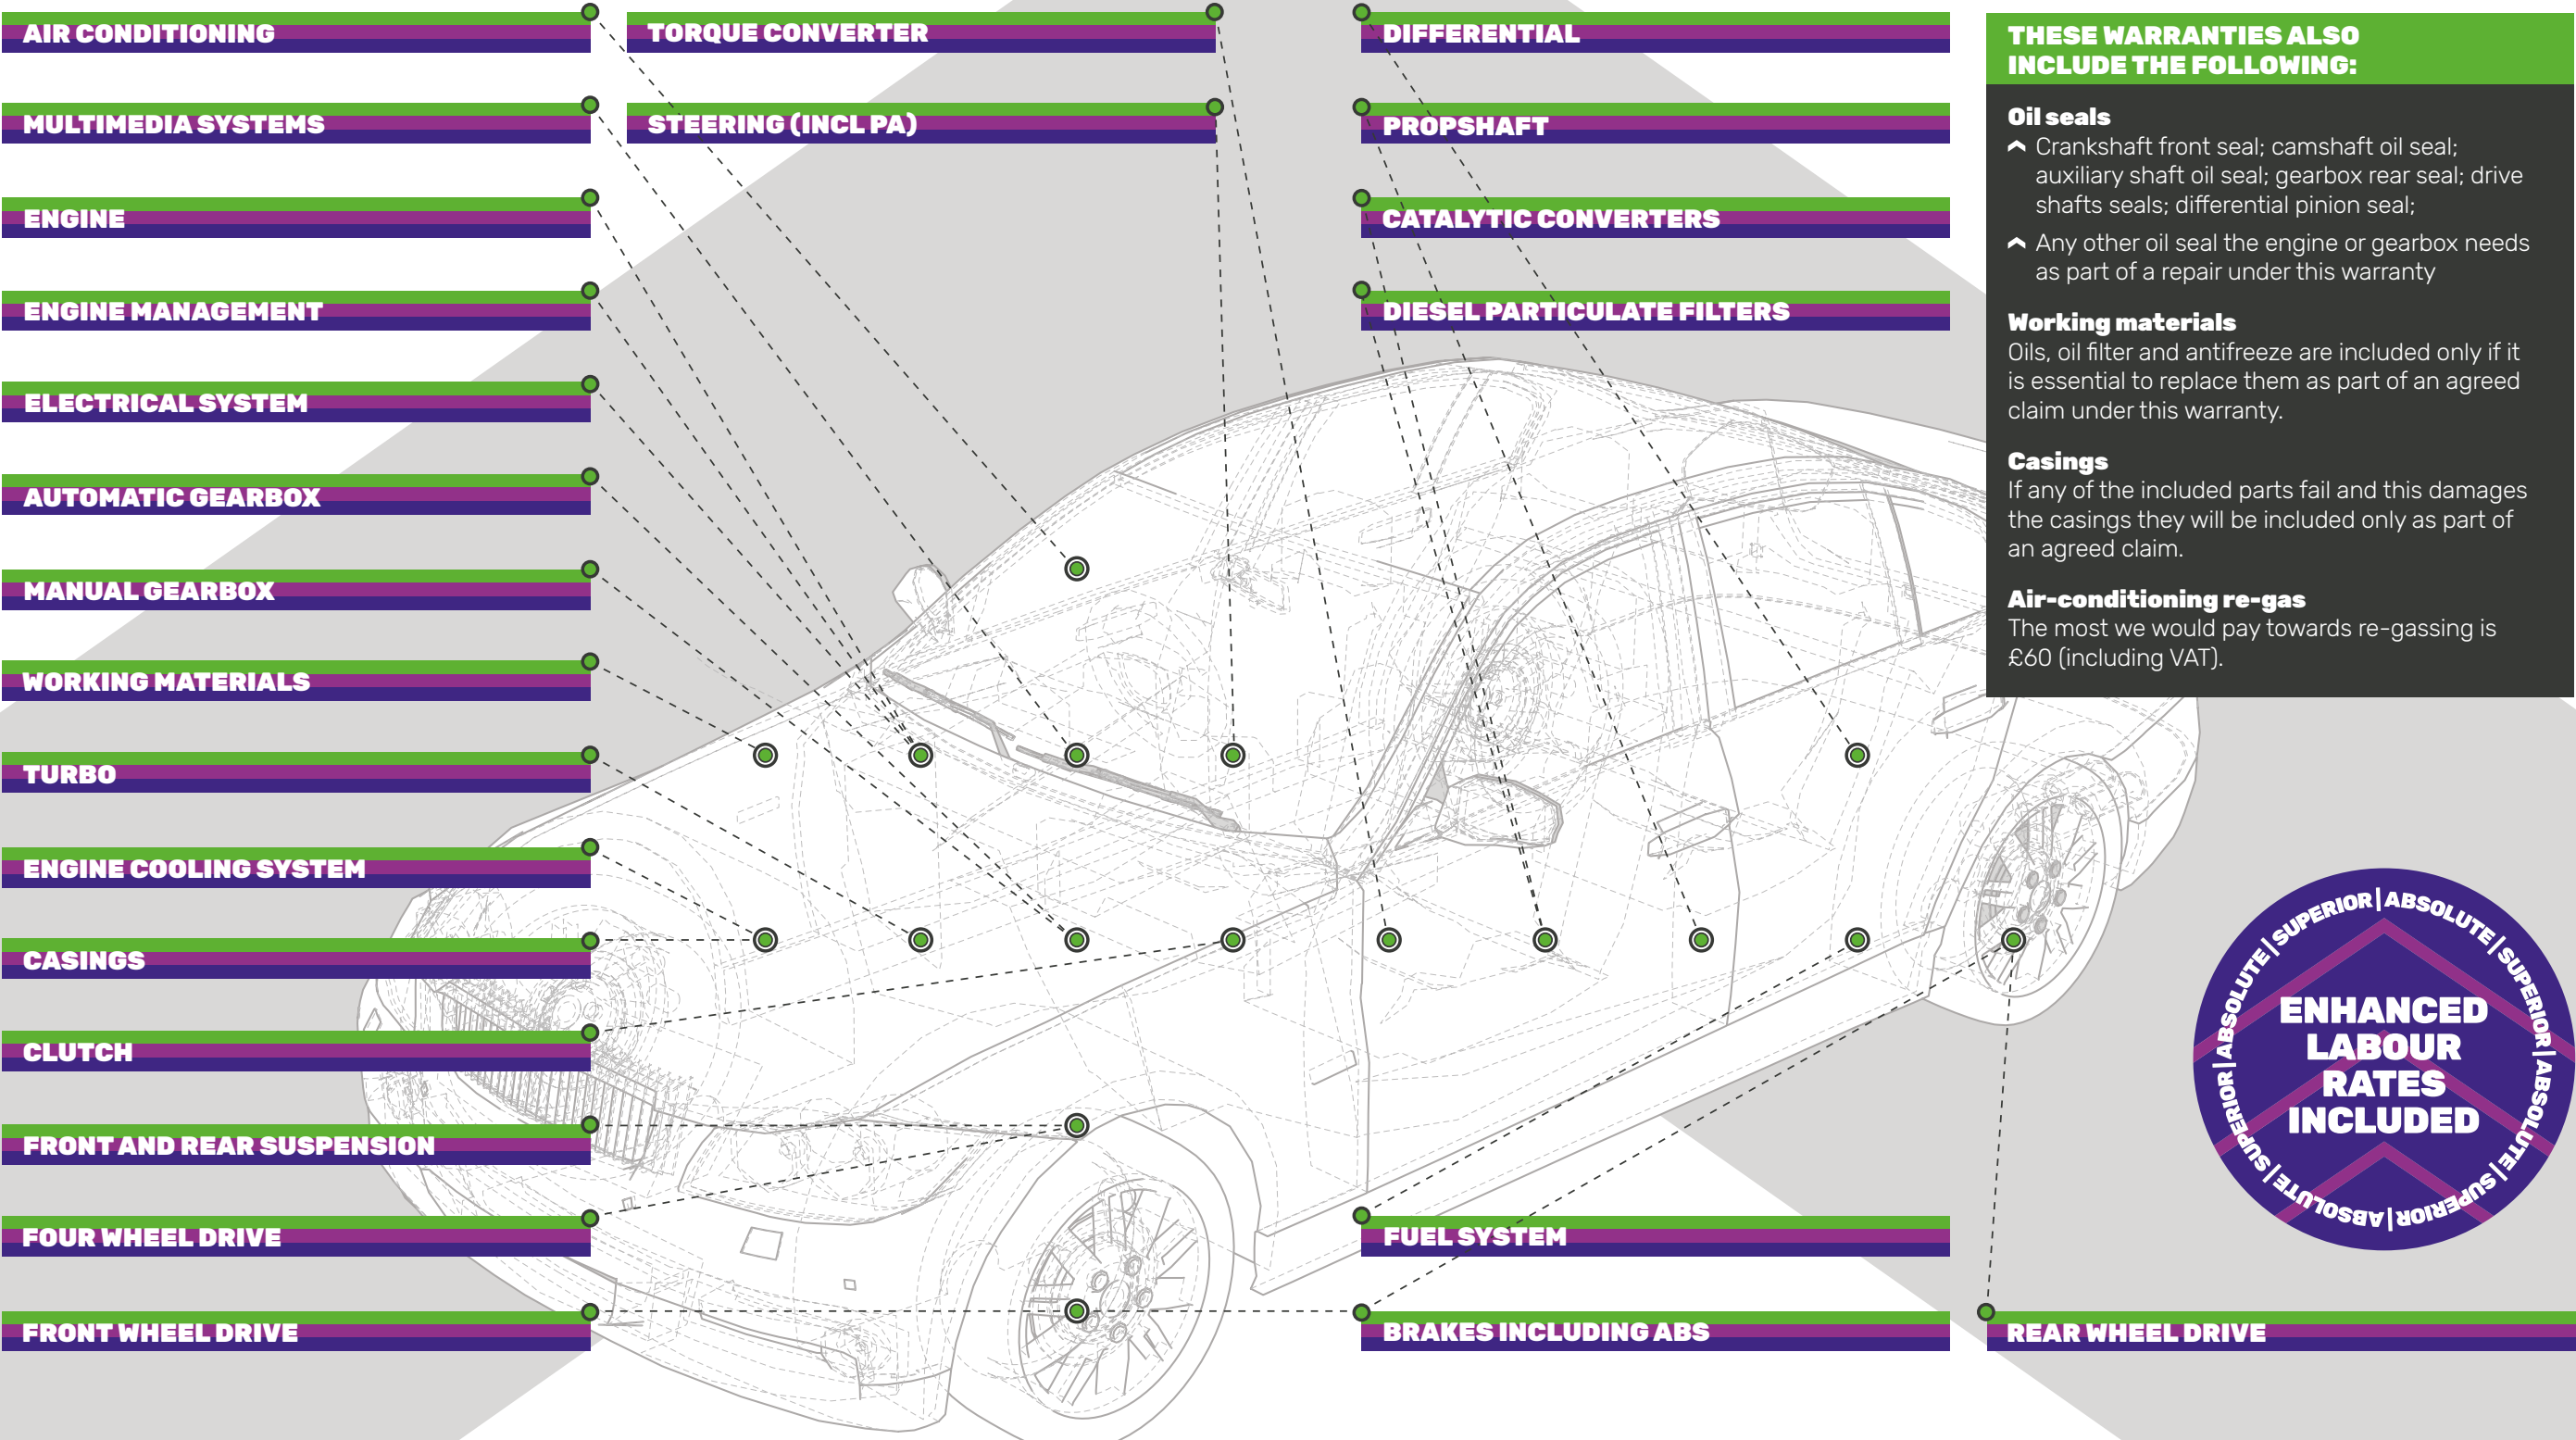 AIR CONDITIONING
MULTIMEDIA SYSTEMS
ENGINE
ENGINE MANAGEMENT
ELECTRICAL SYSTEM
AUTOMATIC GEARBOX
MANUAL GEARBOX
WORKING MATERIALS
TURBO
ENGINE COOLING SYSTEM
CASINGS
CLUTCH
FRONT AND REAR SUSPENSION
FOUR WHEEL DRIVE
FRONT WHEEL DRIVE
TORQUE CONVERTER
STEERING (INCL PA)
DIFFERENTIAL
PROPSHAFT
CATALYTIC CONVERTERS
DIESEL PARTICULATE FILTERS
FUEL SYSTEM
BRAKES INCLUDING ABS
REAR WHEEL DRIVE
THESE WARRANTIES ALSO
INCLUDE THE FOLLOWING:
Oil seals
Crankshaft front seal; camshaft oil seal;
auxiliary shaft oil seal; gearbox rear seal; drive
shafts seals; differential pinion seal;
Any other oil seal the engine or gearbox needs
as part of a repair under this warranty
Working materials
Oils, oil filter and antifreeze are included only if it
is essential to replace them as part of an agreed
claim under this warranty.
Casings
If any of the included parts fail and this damages
the casings they will be included only as part of
an agreed claim.
Air-conditioning re-gas
The most we would pay towards re-gassing is
£60 (including VAT).
ABSOLUTE|SUPERIOR|ABSOLUTE|SUPERIOR|ABSOLUTE|SUPERIOR|ABSOLUTE|SUPERIOR|
ENHANCED
LABOUR
RATES
INCLUDED